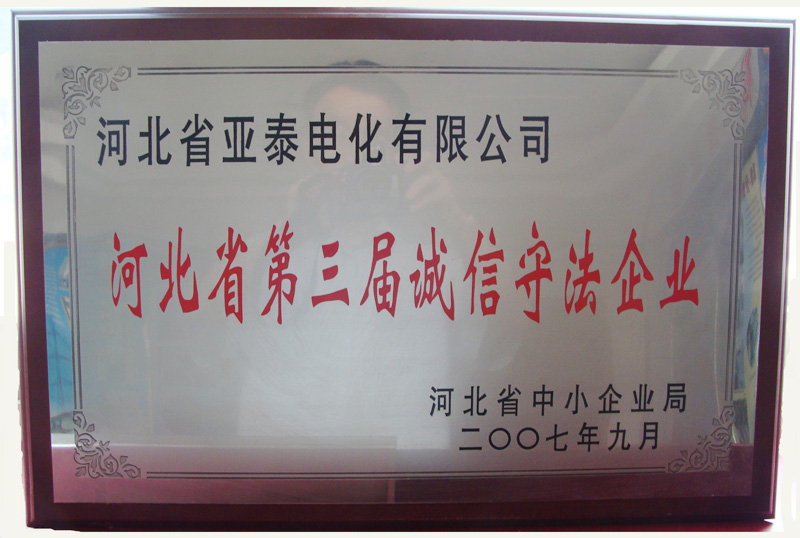 河北省亚泰电化有限公司
河北省第三届诚信守法企业
河北省中小企业局
二〇〇七年九月